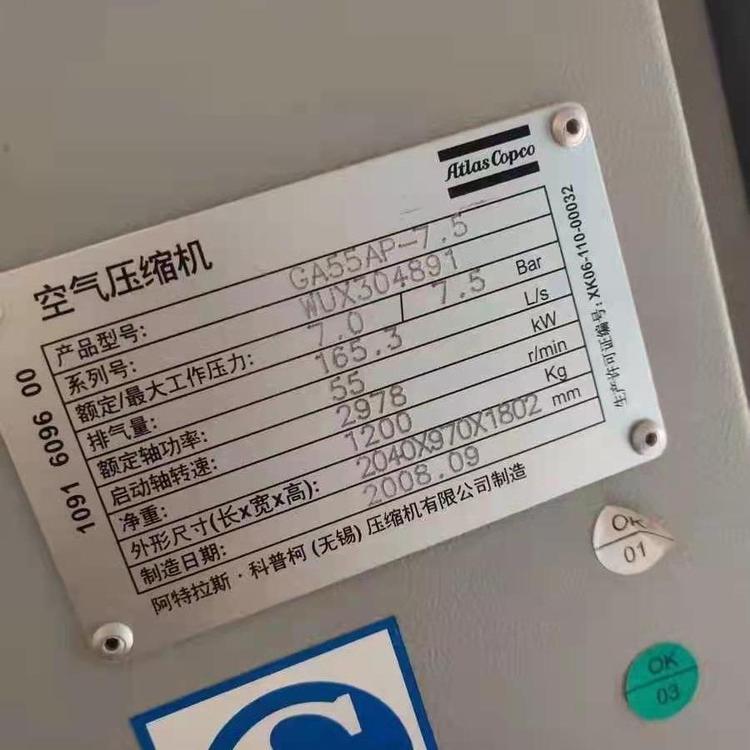 Atlas Copco
空气压缩机
产品型号: GA55AP-7.5
系列号: WUX304891
额定/最大工作压力: 7.0 7.5 Bar
排气量: 165.3 L/s
额定轴功率: 55 kW
启动轴转速: 2978 r/min
净重: 1200 Kg
外形尺寸(长x宽x高): 2040X970X1802 mm
制造日期: 2008.09
阿特拉斯·科普柯(无锡)压缩机有限公司制造
1091 6096 00
生产许可证编号: XK06-110-00032
OK
01
OK
03